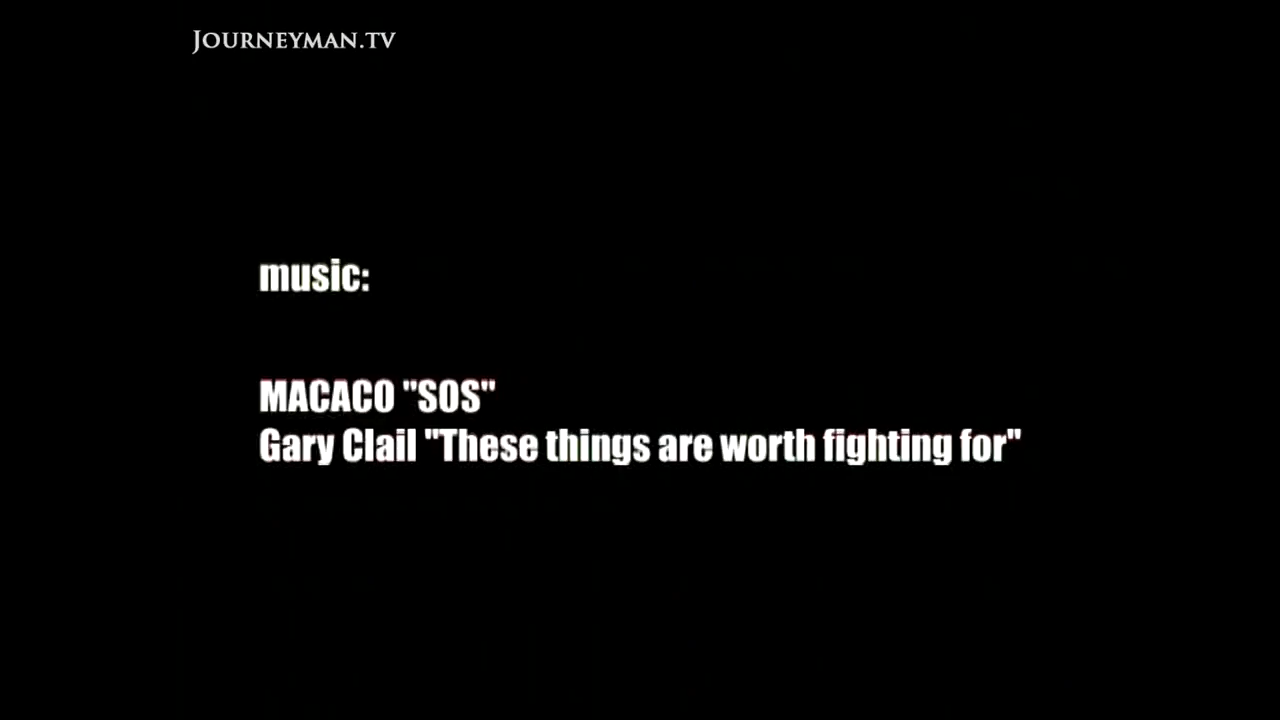 JOURNEYMAN.TV
music:
MACACO "SOS"
Gary Clail "These things are worth fighting for"